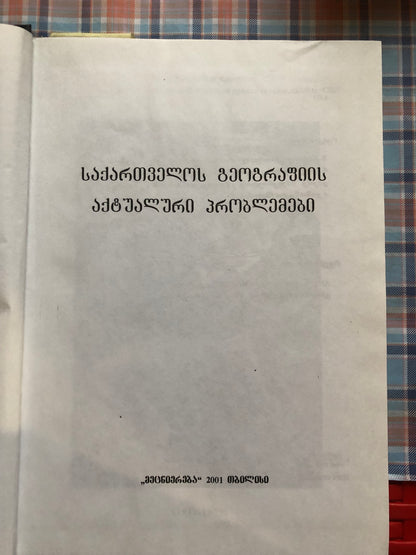 საქართველოს გეოგრაფიის
აქტუალური პრობლემები
„მეცნიერება“ 2001 თბილისი